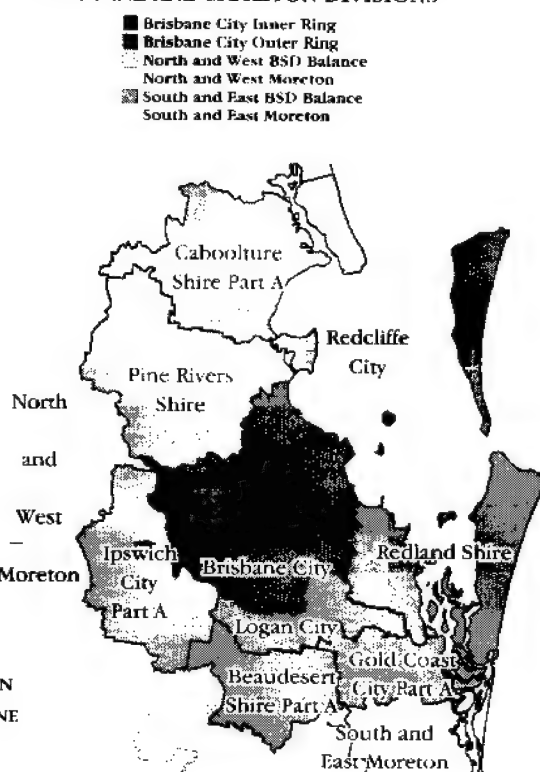 MORETON DIVISIONS
Brisbane City Inner Ring
Brisbane City Outer Ring
North and West BSD Balance
North and West Moreton
South and East BSD Balance
South and East Moreton
Caboolture
Shire Part A
Redcliffe
City
Pine Rivers
Shire
North
and
West
–
Moreton
Ipswich
City
Part A
Brisbane City
Redland Shire
Logan City
Gold Coast
City Part A
Beaudesert
Shire Part A
South and
East Moreton